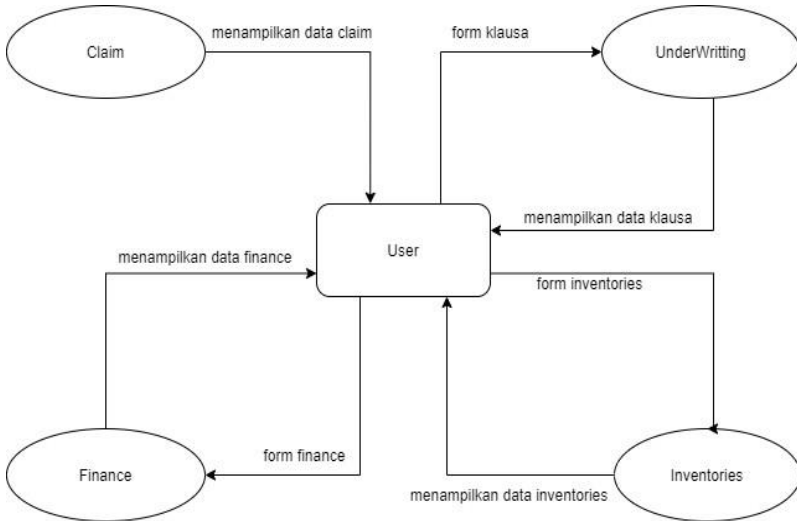 menampilkan data claim
form klausa
Claim
UnderWritting
menampilkan data klausa
User
menampilkan data finance
form inventories
form finance
Finance
Inventories
menampilkan data inventories